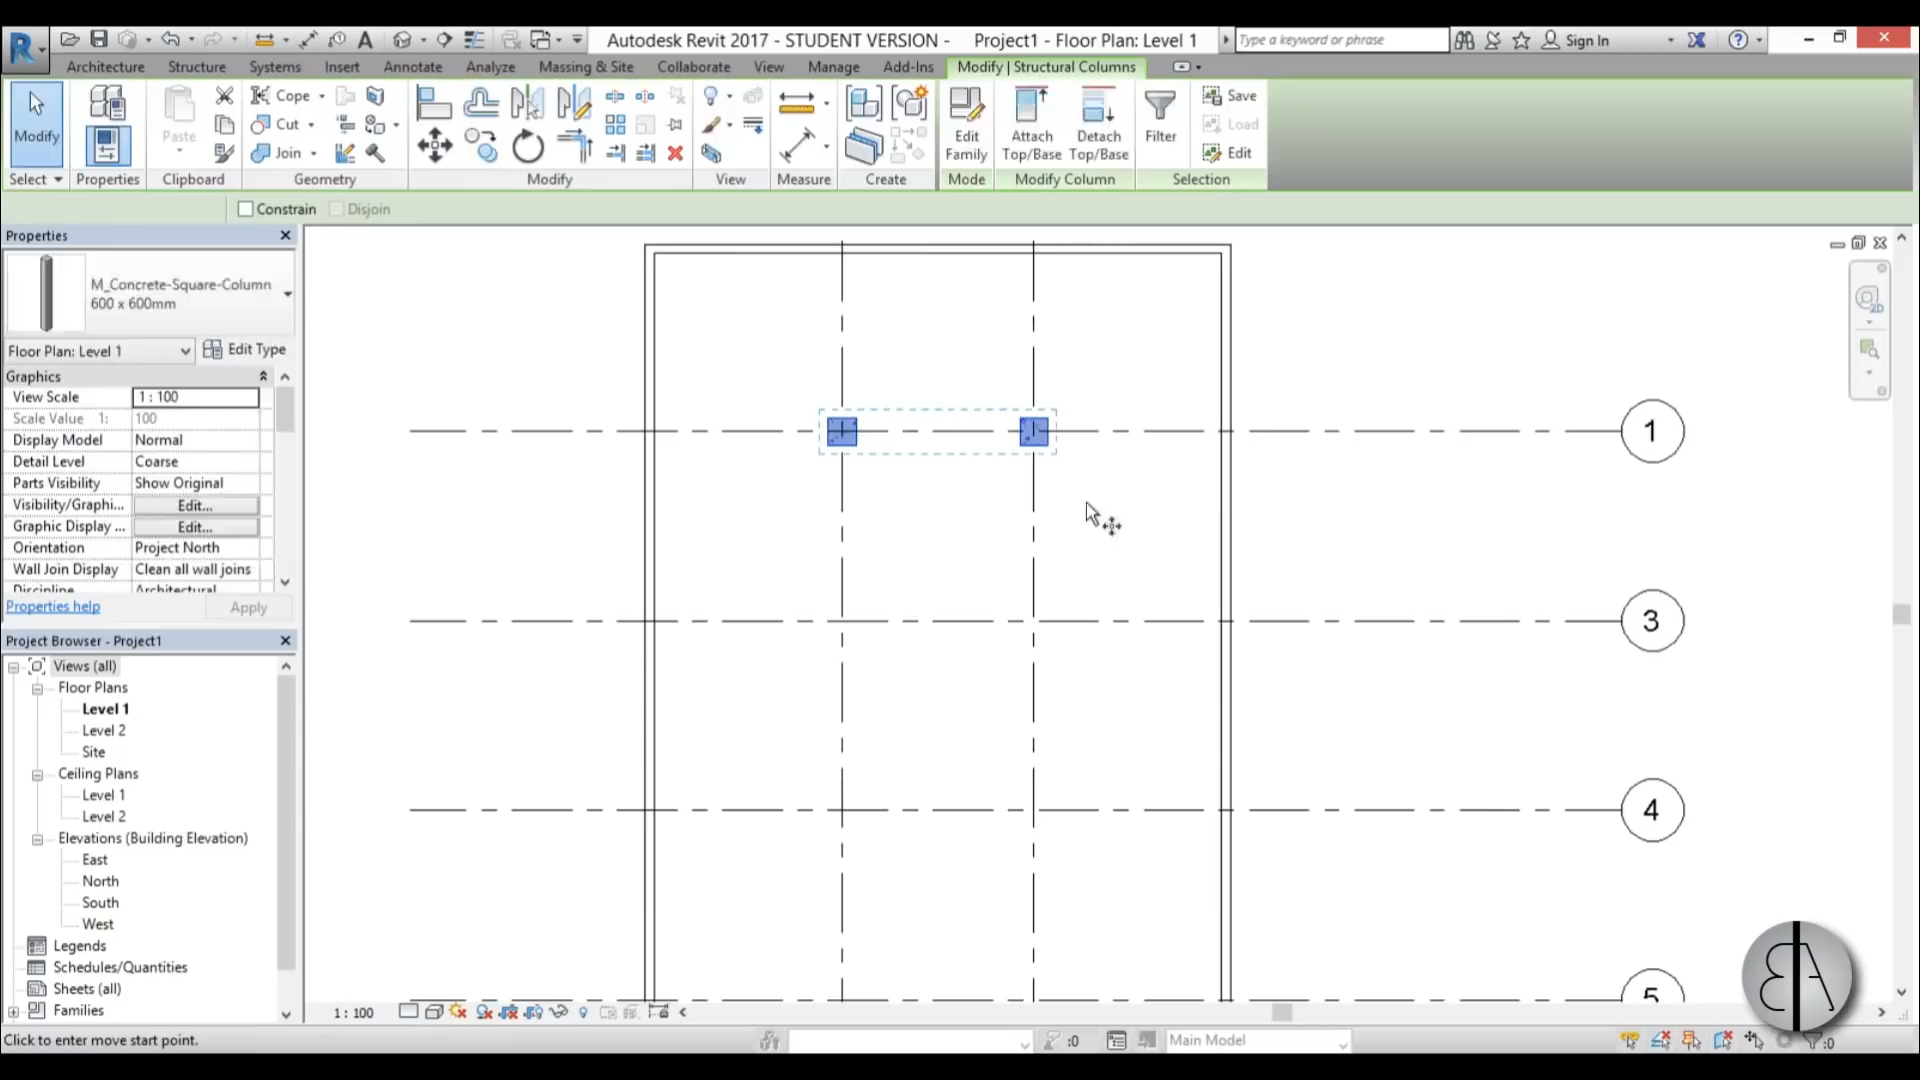 Autodesk Revit 2017 - STUDENT VERSION - Project1 - Floor Plan: Level 1
Type a keyword or phrase
Sign In
Architecture Structure Systems Insert Annotate Analyze Massing & Site Collaborate View Manage Add-Ins Modify | Structural Columns
Modify
Paste
Cope
Cut
Join
Edit Family
Attach Top/Base
Detach Top/Base
Filter
Save
Load
Edit
Select Properties Clipboard Geometry Modify View Measure Create Mode Modify Column Selection
Constrain Disjoin
Properties
M_Concrete-Square-Column
600 x 600mm
Floor Plan: Level 1 Edit Type
Graphics
View Scale 1 : 100
Scale Value 1: 100
Display Model Normal
Detail Level Coarse
Parts Visibility Show Original
Visibility/Graphi... Edit...
Graphic Display ... Edit...
Orientation Project North
Wall Join Display Clean all wall joins
Discipline Architectural
Properties help Apply
Project Browser - Project1
Views (all)
Floor Plans
Level 1
Level 2
Site
Ceiling Plans
Level 1
Level 2
Elevations (Building Elevation)
East
North
South
West
Legends
Schedules/Quantities
Sheets (all)
Families
1
3
4
5
2D
1 : 100
Click to enter move start point.
:0
Main Model
:0